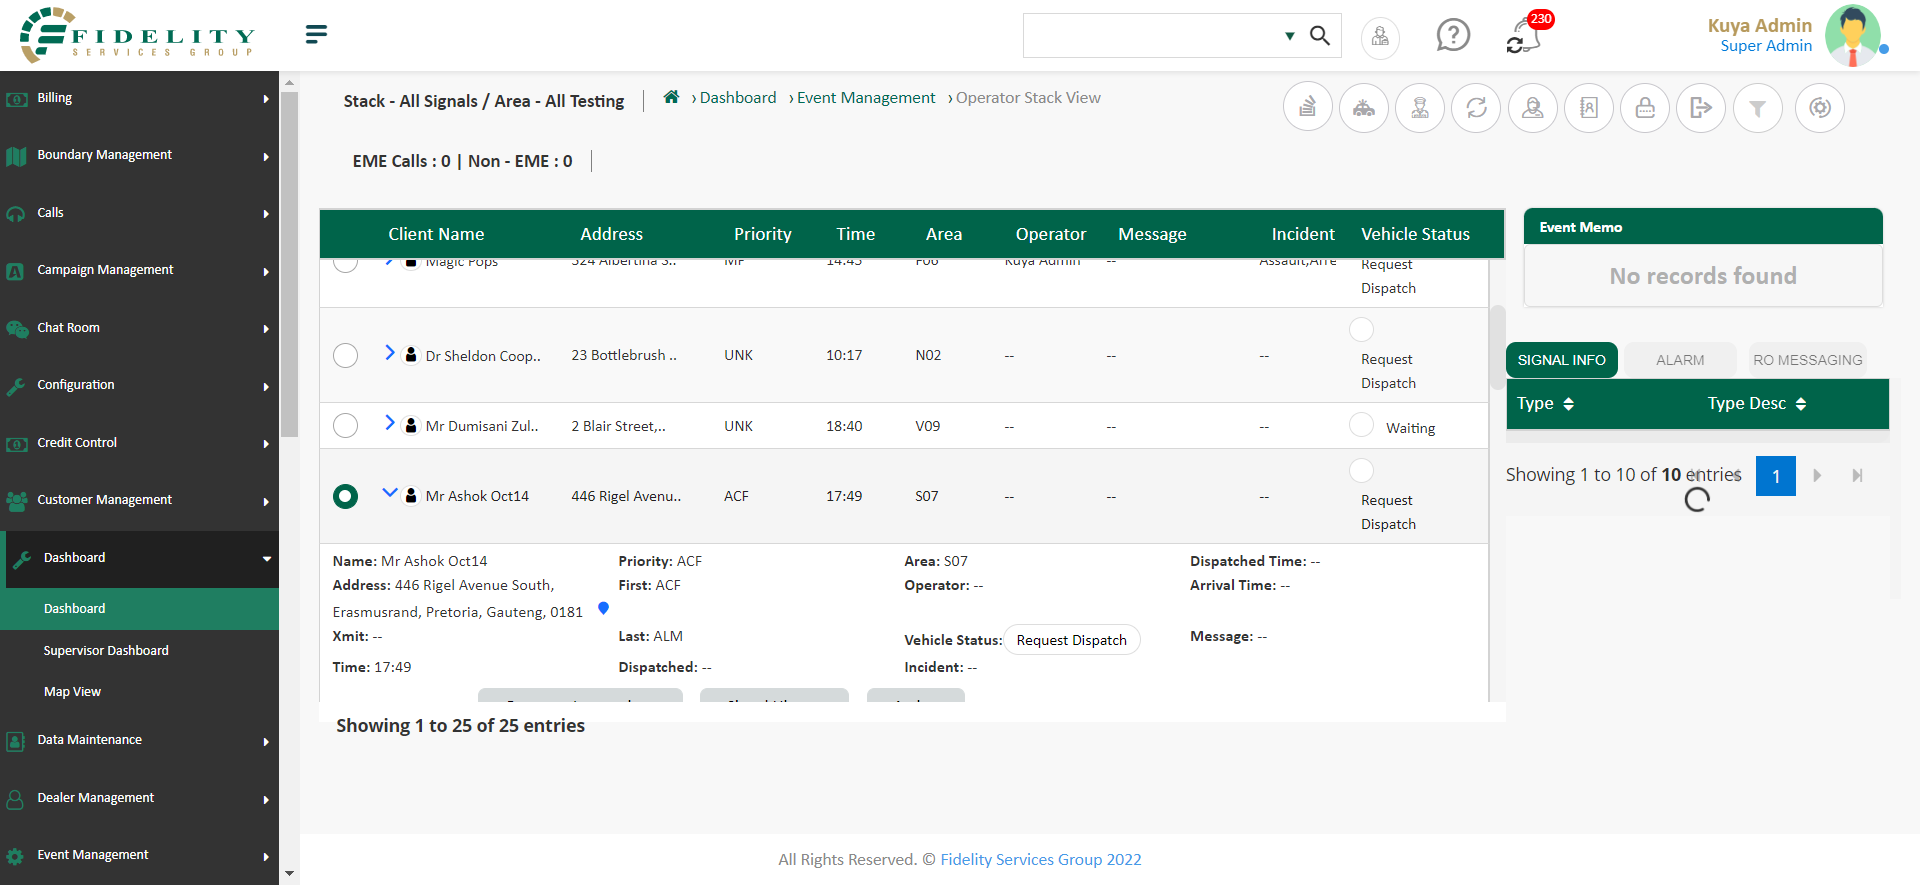 FIDELITY
SERVICES GROUP
230
Kuya Admin
Super Admin
Billing
Boundary Management
Calls
Campaign Management
Chat Room
Configuration
Credit Control
Customer Management
Dashboard
Dashboard
Supervisor Dashboard
Map View
Data Maintenance
Dealer Management
Event Management
Stack - All Signals / Area - All Testing
› Dashboard › Event Management › Operator Stack View
EME Calls : 0 | Non - EME : 0
Client Name Address Priority Time Area Operator Message Incident Vehicle Status
Magic Pops 324 Albertina S.. MP 14:45 F06 Kuya Admin -- Assault,Arre Request
Dispatch
Dr Sheldon Coop.. 23 Bottlebrush .. UNK 10:17 N02 -- -- -- Request
Dispatch
Mr Dumisani Zul.. 2 Blair Street,.. UNK 18:40 V09 -- -- -- Waiting
Mr Ashok Oct14 446 Rigel Avenu.. ACF 17:49 S07 -- -- -- Request
Dispatch
Name: Mr Ashok Oct14 Priority: ACF Area: S07 Dispatched Time: --
Address: 446 Rigel Avenue South, First: ACF Operator: -- Arrival Time: --
Erasmusrand, Pretoria, Gauteng, 0181
Xmit: -- Last: ALM Vehicle Status: Request Dispatch Message: --
Time: 17:49 Dispatched: -- Incident: --
Showing 1 to 25 of 25 entries
Event Memo
No records found
SIGNAL INFO ALARM RO MESSAGING
Type Type Desc
Showing 1 to 10 of 10 entries 1
All Rights Reserved. © Fidelity Services Group 2022